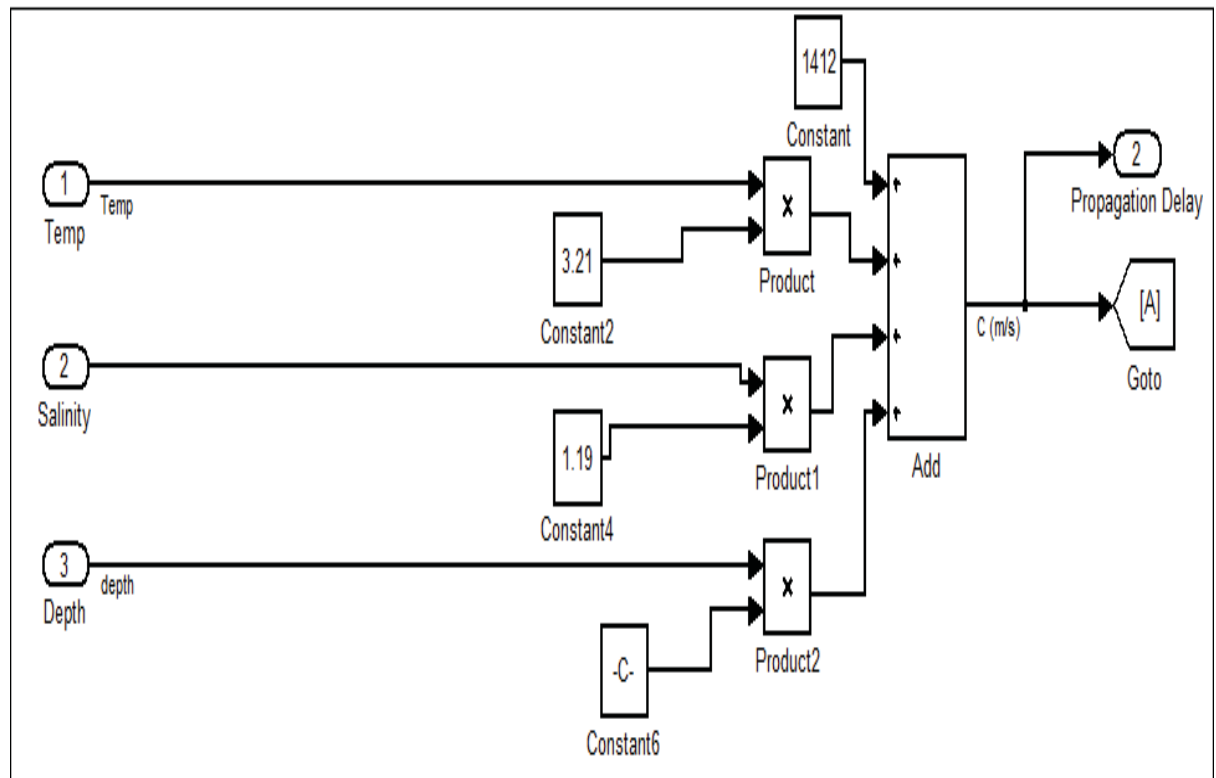 1412
Constant
1
Temp
Temp
×
Product
3.21
Constant2
+
+
+
+
Add
C (m/s)
2
Propagation Delay
[A]
Goto
2
Salinity
×
Product1
1.19
Constant4
3
depth
Depth
×
Product2
-C-
Constant6